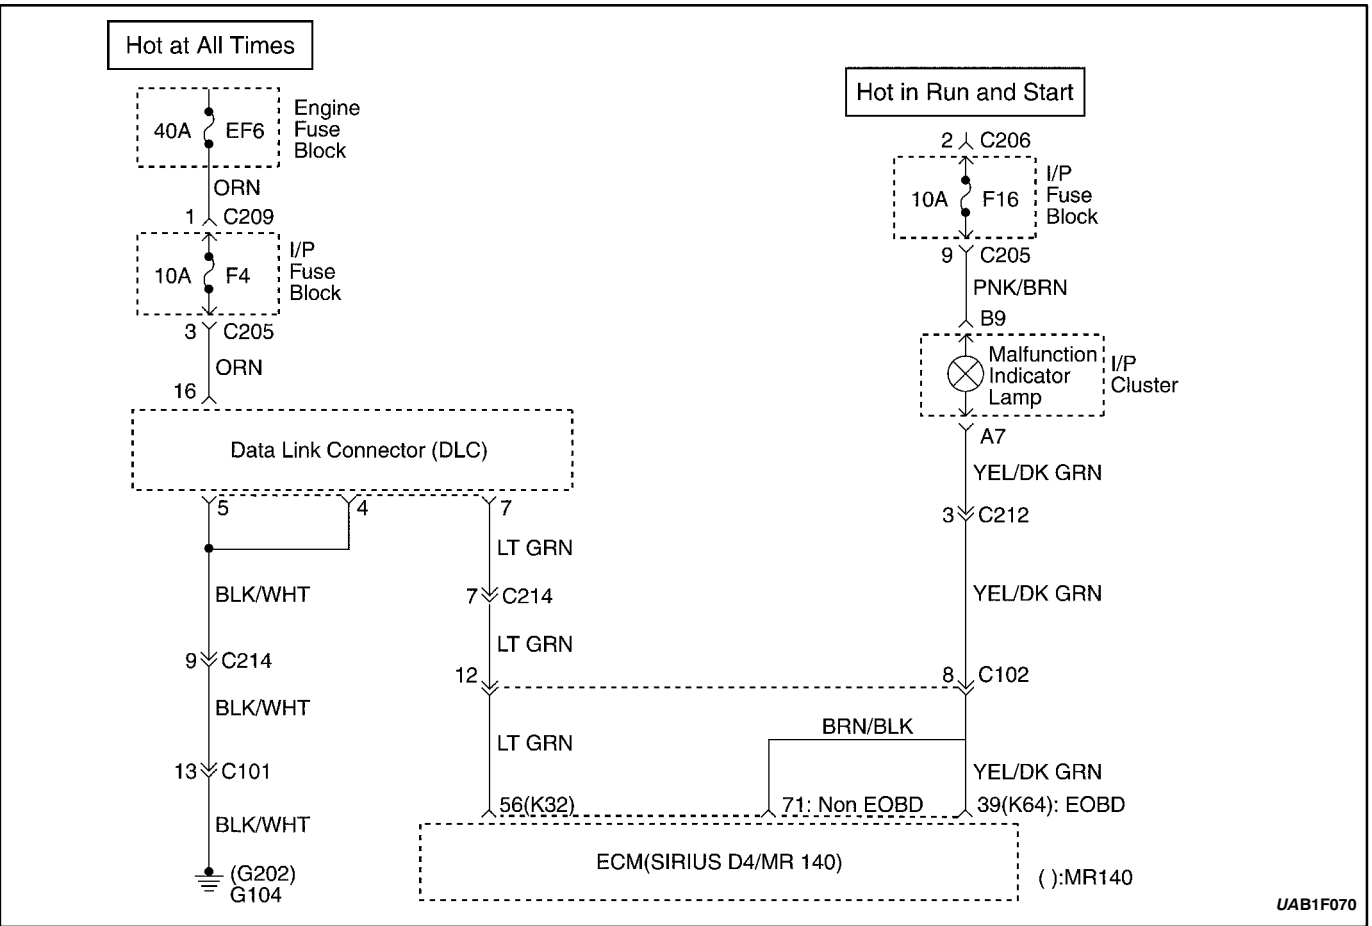 Hot at All Times
40A EF6
Engine
Fuse
Block
ORN
1 C209
10A F4
I/P
Fuse
Block
3 C205
ORN
16
Data Link Connector (DLC)
5 4 7
LT GRN
BLK/WHT
7 C214
LT GRN
9 C214
12
BLK/WHT
LT GRN
13 C101
56(K32)
BLK/WHT
(G202)
G104
Hot in Run and Start
2 C206
10A F16
I/P
Fuse
Block
9 C205
PNK/BRN
B9
Malfunction
Indicator
Lamp
I/P
Cluster
A7
YEL/DK GRN
3 C212
YEL/DK GRN
8 C102
BRN/BLK
YEL/DK GRN
71: Non EOBD
39(K64): EOBD
ECM(SIRIUS D4/MR 140)
( ):MR140
UAB1F070